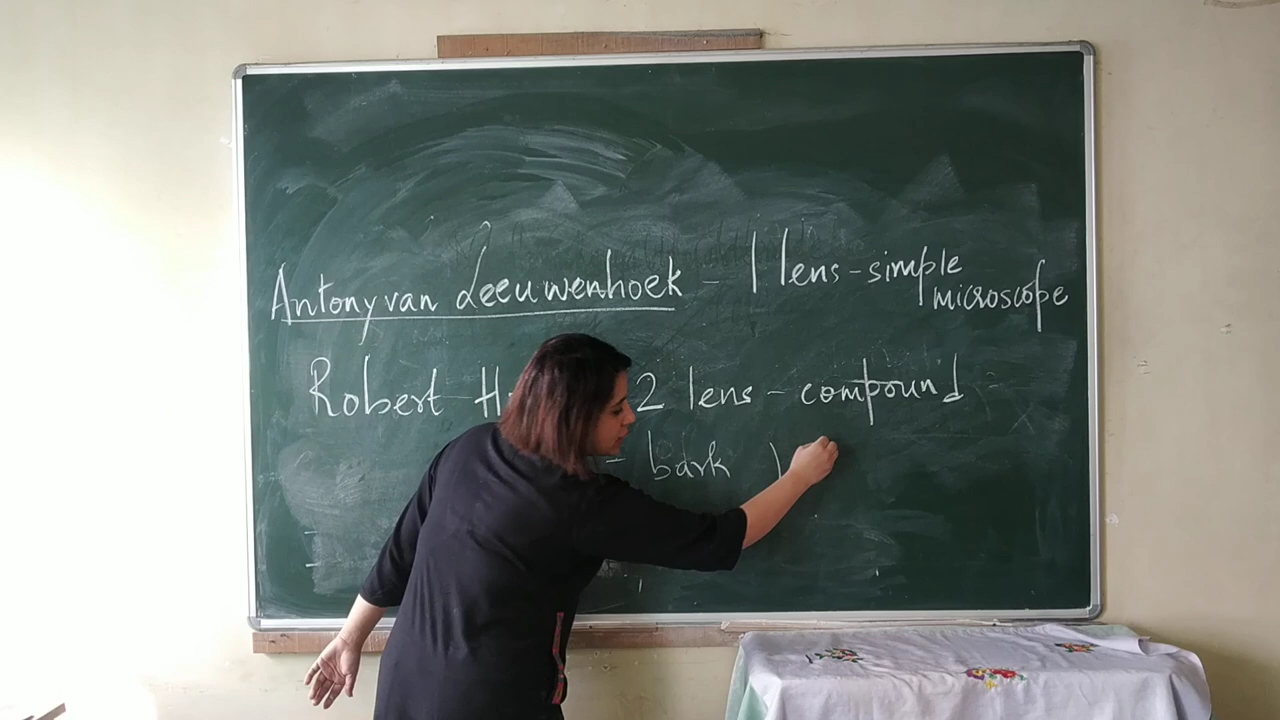 Antony van Leeuwenhoek - 1 lens - simple
microscope
Robert H 2 lens - compound
- bark